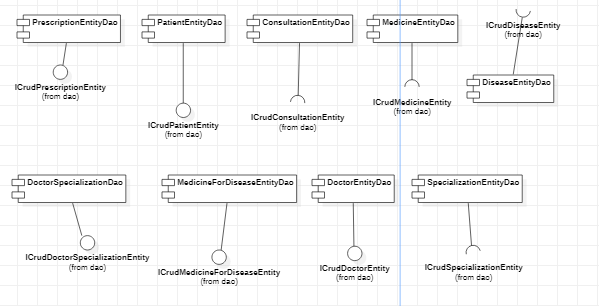 PrescriptionEntityDao
PatientEntityDao
ConsultationEntityDao
MedicineEntityDao
ICrudDiseaseEntity
(from dao)
DiseaseEntityDao
ICrudPrescriptionEntity
(from dao)
ICrudMedicineEntity
(from dao)
ICrudConsultationEntity
(from dao)
ICrudPatientEntity
(from dao)
DoctorSpecializationDao
MedicineForDiseaseEntityDao
DoctorEntityDao
SpecializationEntityDao
ICrudDoctorSpecializationEntity
(from dao)
ICrudMedicineForDiseaseEntity
(from dao)
ICrudDoctorEntity
(from dao)
ICrudSpecializationEntity
(from dao)